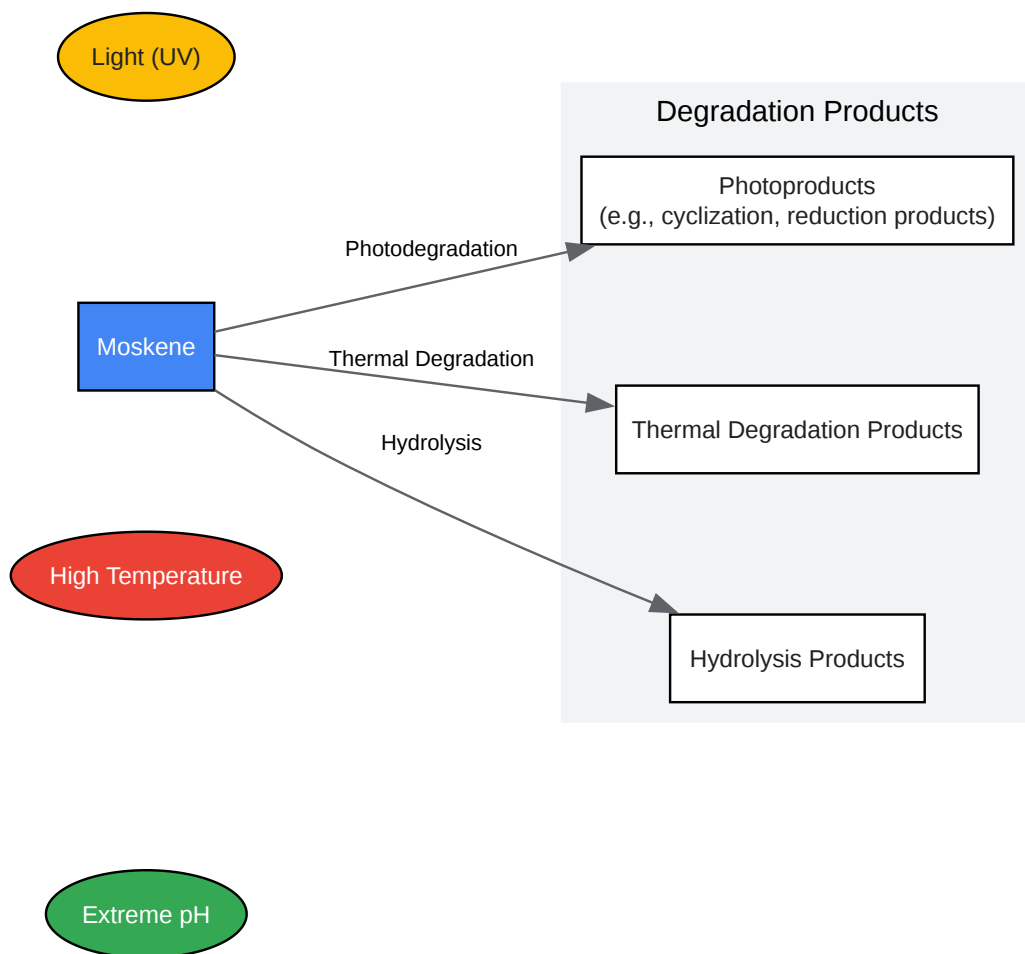 Light (UV)
Degradation Products
Photoproducts
(e.g., cyclization, reduction products)
Photodegradation
Moskene
Thermal Degradation
Thermal Degradation Products
Hydrolysis
High Temperature
Hydrolysis Products
Extreme pH